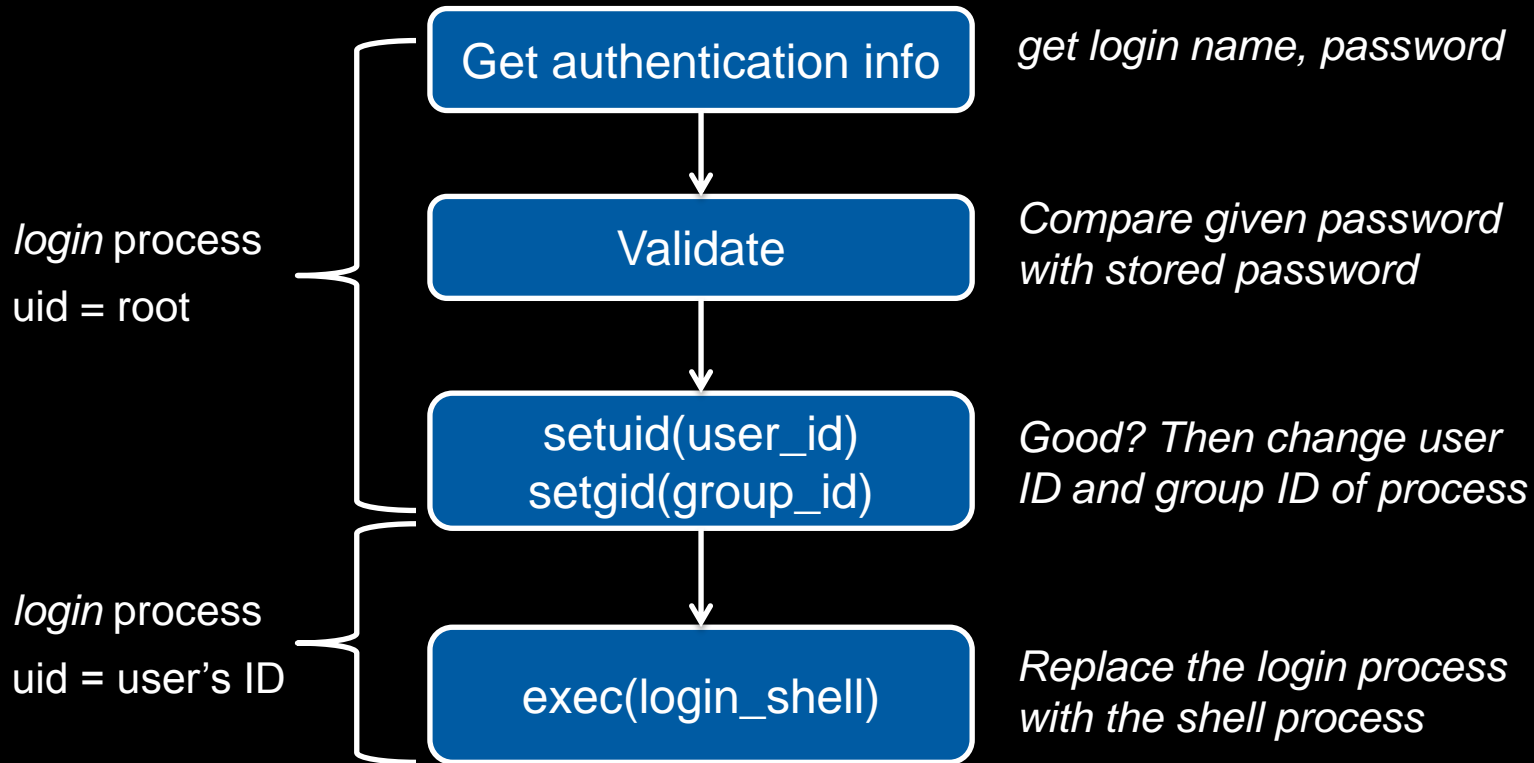 Get authentication info
get login name, password
login process
uid = root
Validate
Compare given password
with stored password
setuid(user_id)
setgid(group_id)
Good? Then change user
ID and group ID of process
login process
uid = user’s ID
exec(login_shell)
Replace the login process
with the shell process